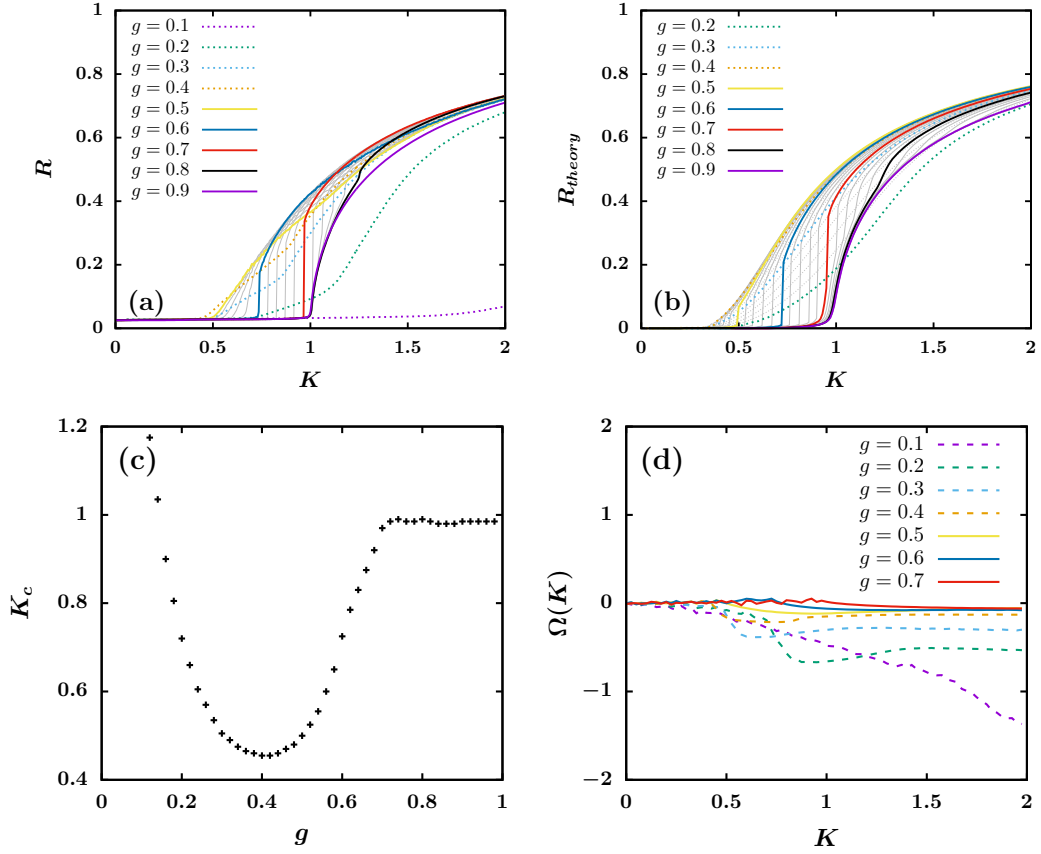 g = 0.1
g = 0.2
g = 0.3
g = 0.4
g = 0.5
g = 0.6
g = 0.7
g = 0.8
g = 0.9
R
1
0.8
0.6
0.4
0.2
0
(a)
0 0.5 1 1.5 2
K
g = 0.2
g = 0.3
g = 0.4
g = 0.5
g = 0.6
g = 0.7
g = 0.8
g = 0.9
R_theory
1
0.8
0.6
0.4
0.2
0
(b)
0 0.5 1 1.5 2
K
K_c
1.2
1
0.8
0.6
0.4
(c)
0 0.2 0.4 0.6 0.8 1
g
Ω(K)
2
1
0
−1
−2
(d)
g = 0.1
g = 0.2
g = 0.3
g = 0.4
g = 0.5
g = 0.6
g = 0.7
0 0.5 1 1.5 2
K